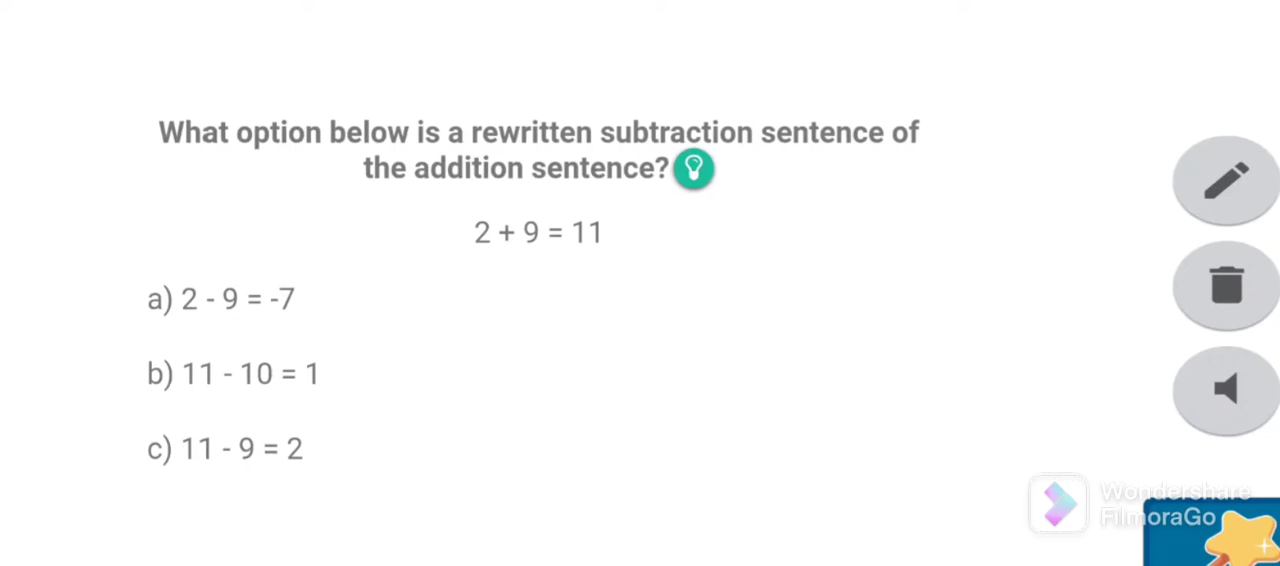 What option below is a rewritten subtraction sentence of
the addition sentence?
2 + 9 = 11
a) 2 - 9 = -7
b) 11 - 10 = 1
c) 11 - 9 = 2
Wondershare
FilmoraGo